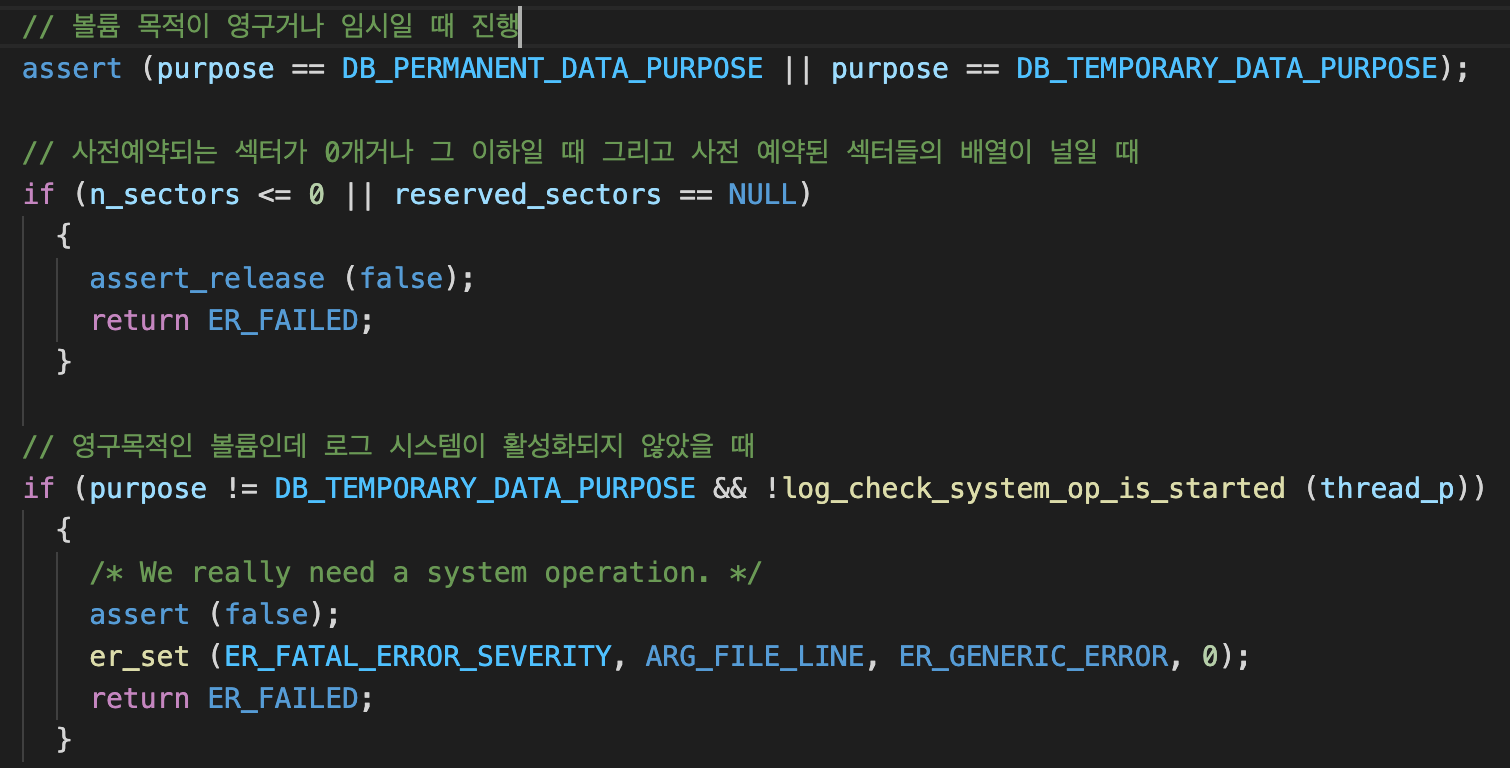 // 볼륨 목적이 영구거나 임시일 때 진행
assert (purpose == DB_PERMANENT_DATA_PURPOSE || purpose == DB_TEMPORARY_DATA_PURPOSE);
// 사전예약되는 섹터가 0개거나 그 이하일 때 그리고 사전 예약된 섹터들의 배열이 널일 때
if (n_sectors <= 0 || reserved_sectors == NULL)
{
assert_release (false);
return ER_FAILED;
}
// 영구목적인 볼륨인데 로그 시스템이 활성화되지 않았을 때
if (purpose != DB_TEMPORARY_DATA_PURPOSE && !log_check_system_op_is_started (thread_p))
{
/* We really need a system operation. */
assert (false);
er_set (ER_FATAL_ERROR_SEVERITY, ARG_FILE_LINE, ER_GENERIC_ERROR, 0);
return ER_FAILED;
}